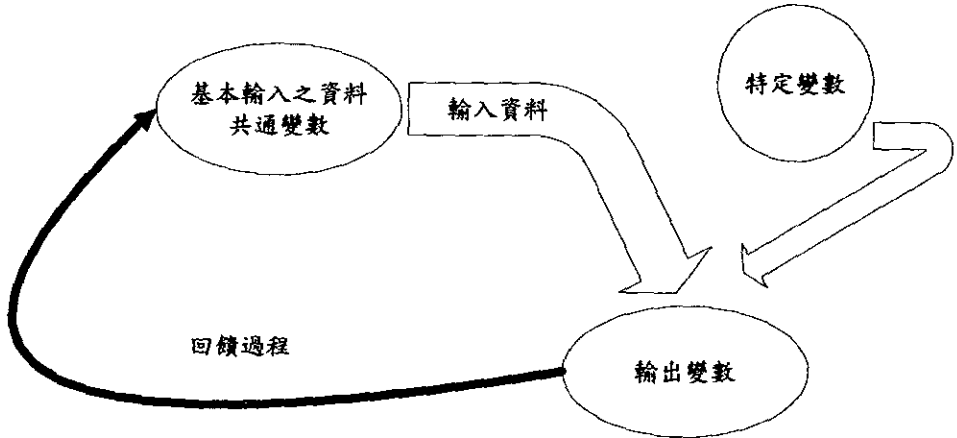 基本輸入之資料
共通變數
輸入資料
特定變數
回饋過程
輸出變數